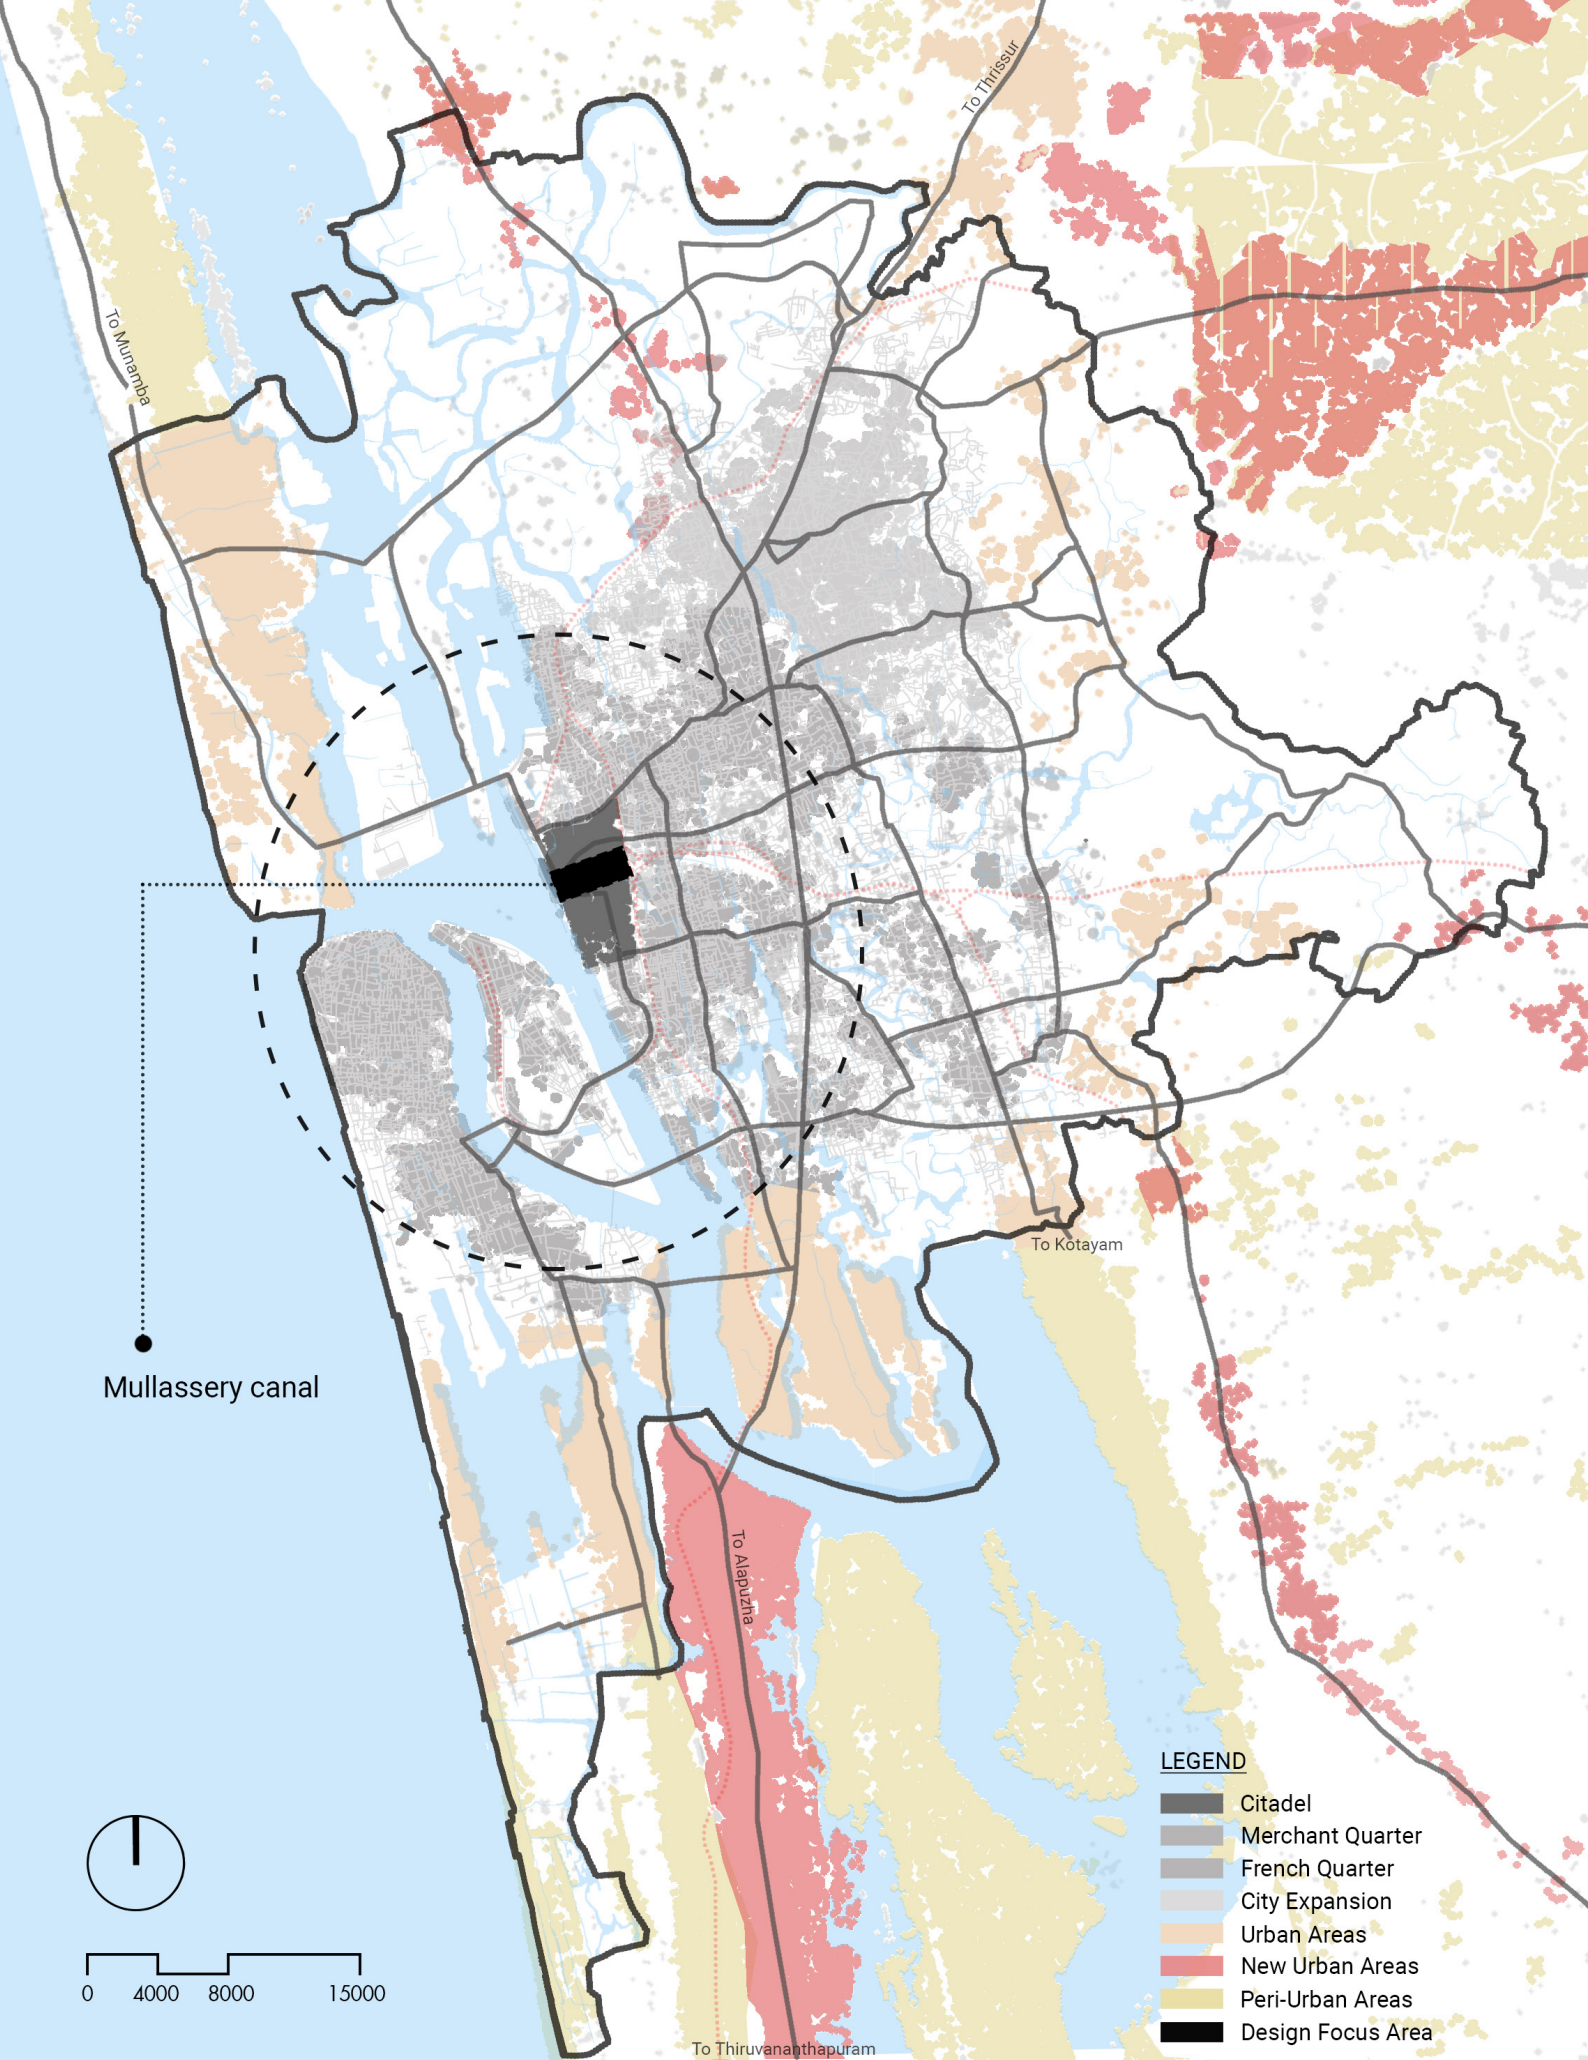 To Thrissur
To Munamba
To Kotayam
Mullassery canal
To Alapuzha
LEGEND
Citadel
Merchant Quarter
French Quarter
City Expansion
Urban Areas
New Urban Areas
Peri-Urban Areas
Design Focus Area
0 4000 8000 15000
To Thiruvananthapuram